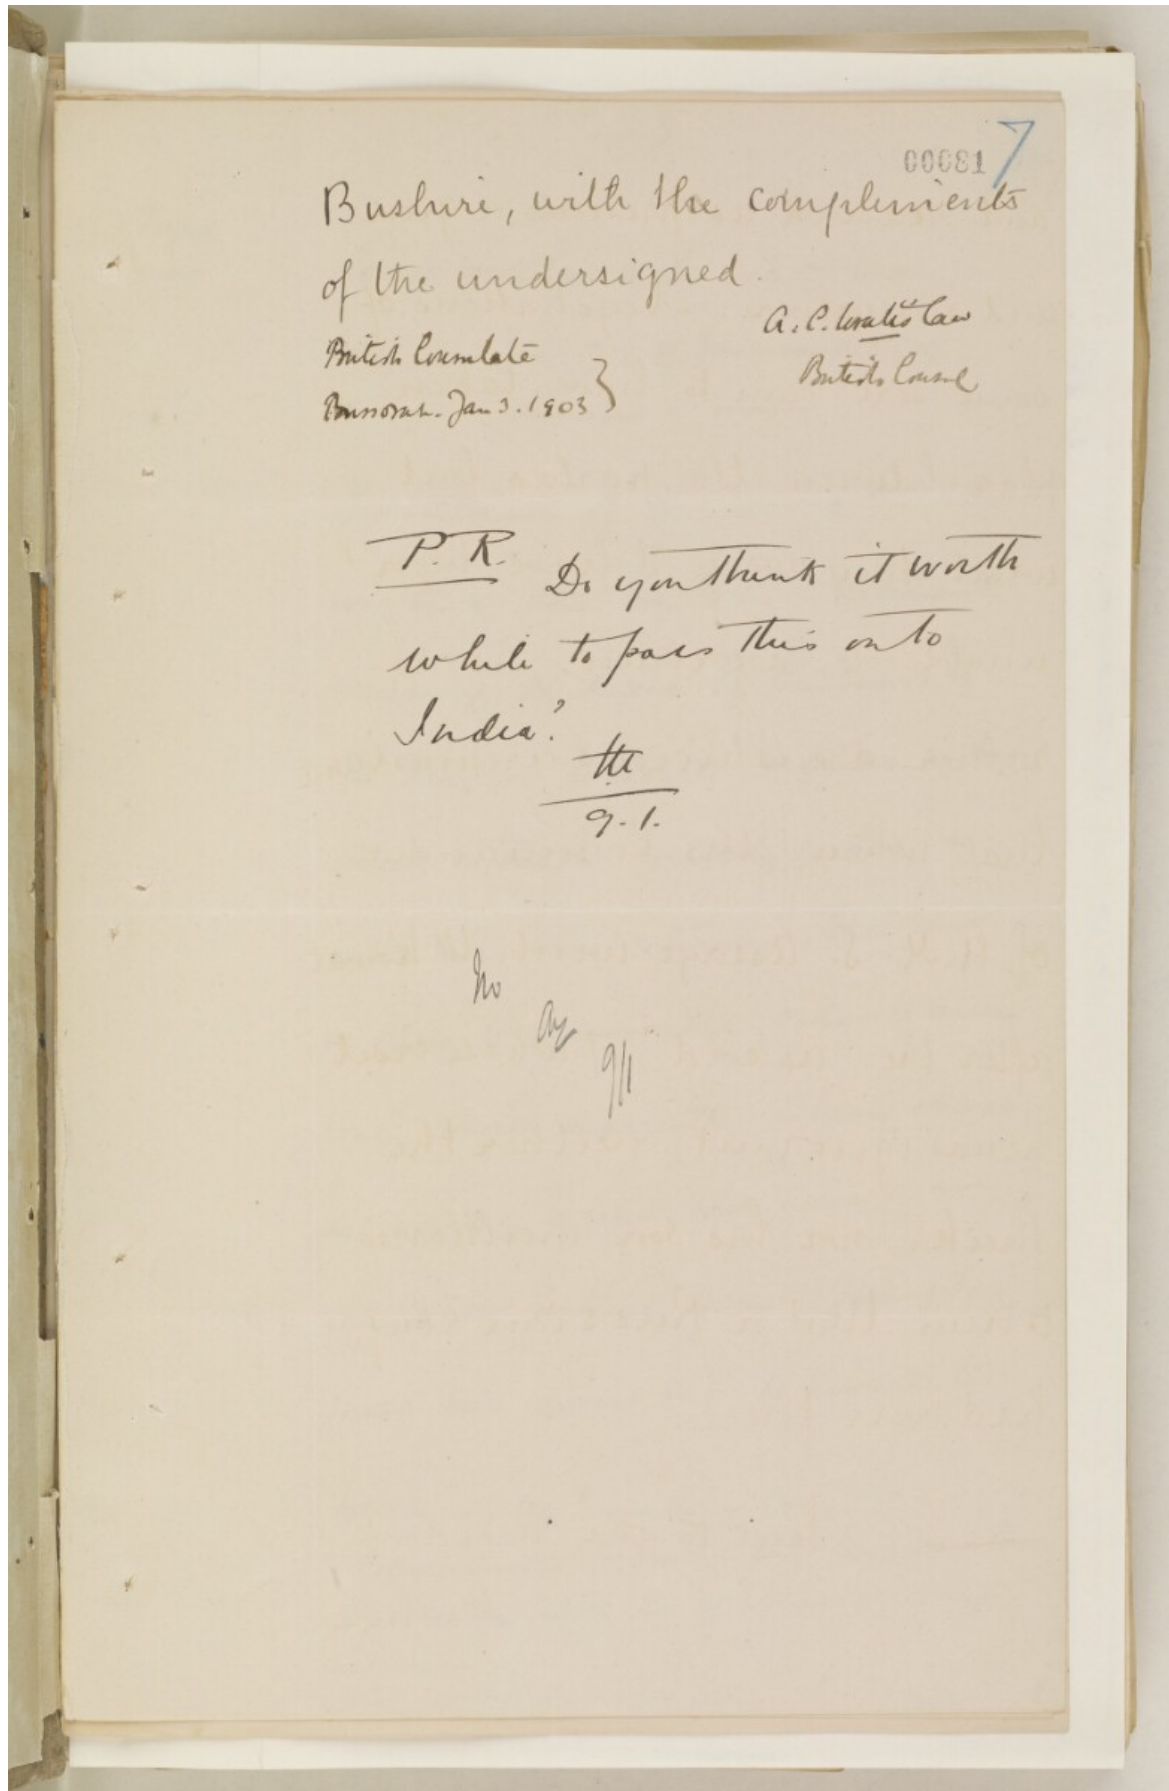 7
00081
Bushire, with the compliments
of the undersigned.
A. C. Wratislaw
British Consulate
British Consul
Bussorah. Jan 3. 1903
P. R. Do you think it worth
while to pass this on to
India?
9.1.
No
9/1